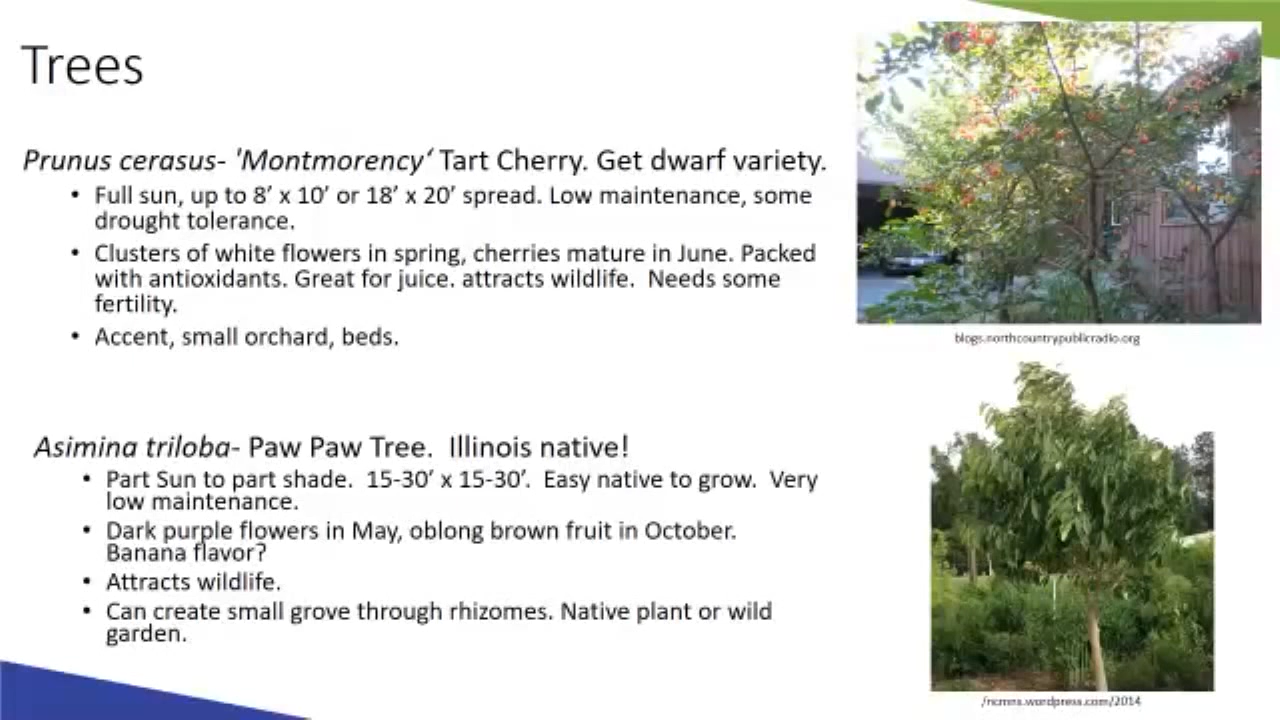 Trees
Prunus cerasus- 'Montmorency‘ Tart Cherry. Get dwarf variety.
• Full sun, up to 8’ x 10’ or 18’ x 20’ spread. Low maintenance, some
drought tolerance.
• Clusters of white flowers in spring, cherries mature in June. Packed
with antioxidants. Great for juice. attracts wildlife.  Needs some
fertility.
• Accent, small orchard, beds.
blogs.northcountrypublicradio.org
Asimina triloba- Paw Paw Tree.  Illinois native!
• Part Sun to part shade.  15-30’ x 15-30’.  Easy native to grow.  Very
low maintenance.
• Dark purple flowers in May, oblong brown fruit in October.
Banana flavor?
• Attracts wildlife.
• Can create small grove through rhizomes. Native plant or wild
garden.
/ncmns.wordpress.com/2014